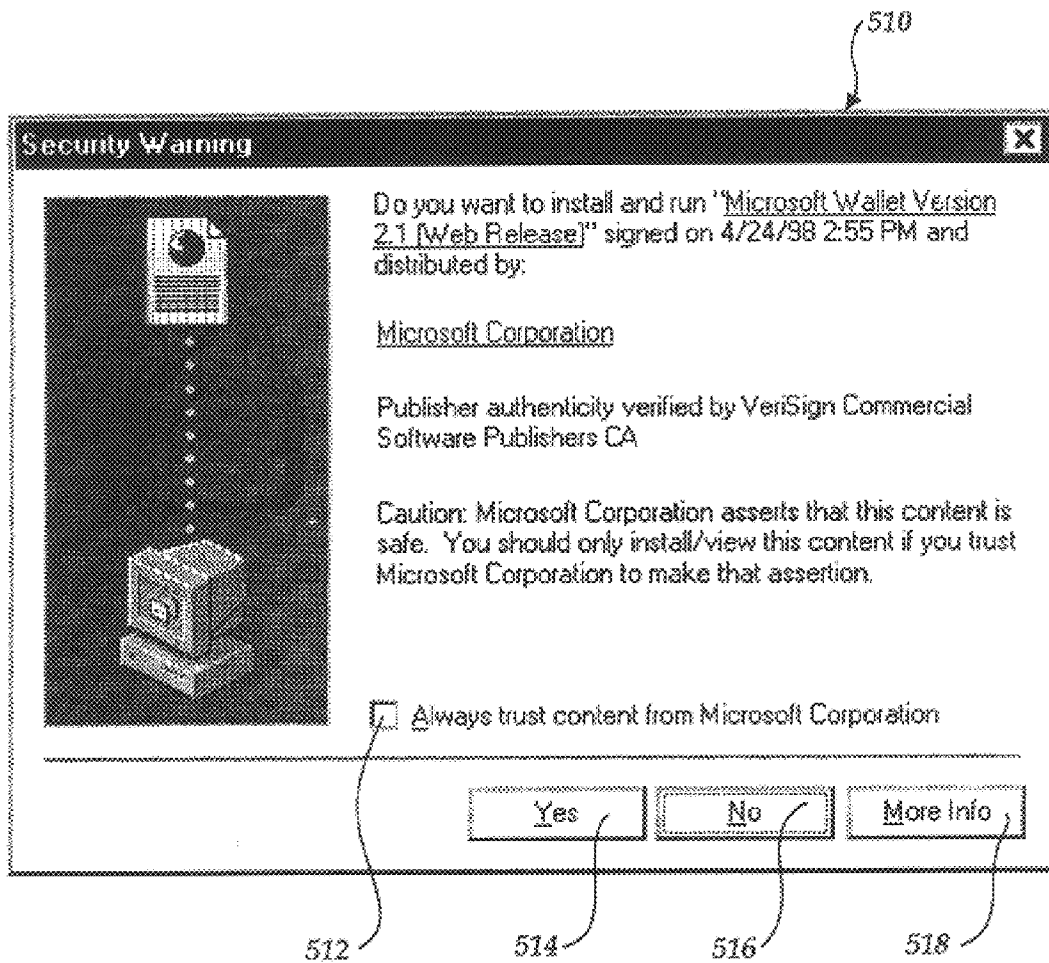 510
Security Warning
Do you want to install and run "Microsoft Wallet Version
2.1 [Web Release]" signed on 4/24/98 2:55 PM and
distributed by:
Microsoft Corporation
Publisher authenticity verified by VeriSign Commercial
Software Publishers CA
Caution: Microsoft Corporation asserts that this content is
safe. You should only install/view this content if you trust
Microsoft Corporation to make that assertion.
Always trust content from Microsoft Corporation
Yes No More Info
512 514 516 518